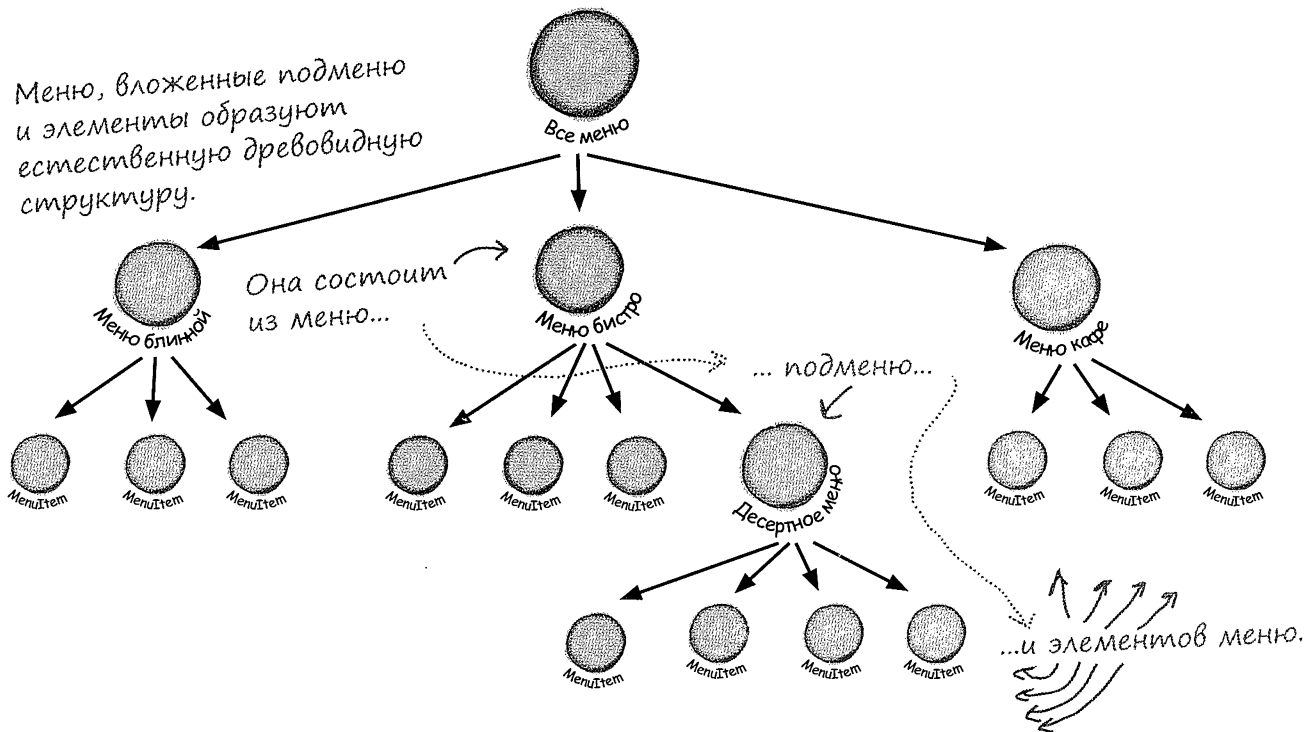 Меню, вложенные подменю
и элементы образуют
естественную древовидную
структуру.
Все меню
Она состоит
из меню...
Меню блинной
Меню бистро
Меню кафе
... подменю...
MenuItem
MenuItem
MenuItem
MenuItem
MenuItem
MenuItem
Десертное меню
MenuItem
MenuItem
MenuItem
MenuItem
MenuItem
MenuItem
MenuItem
...и элементов меню.